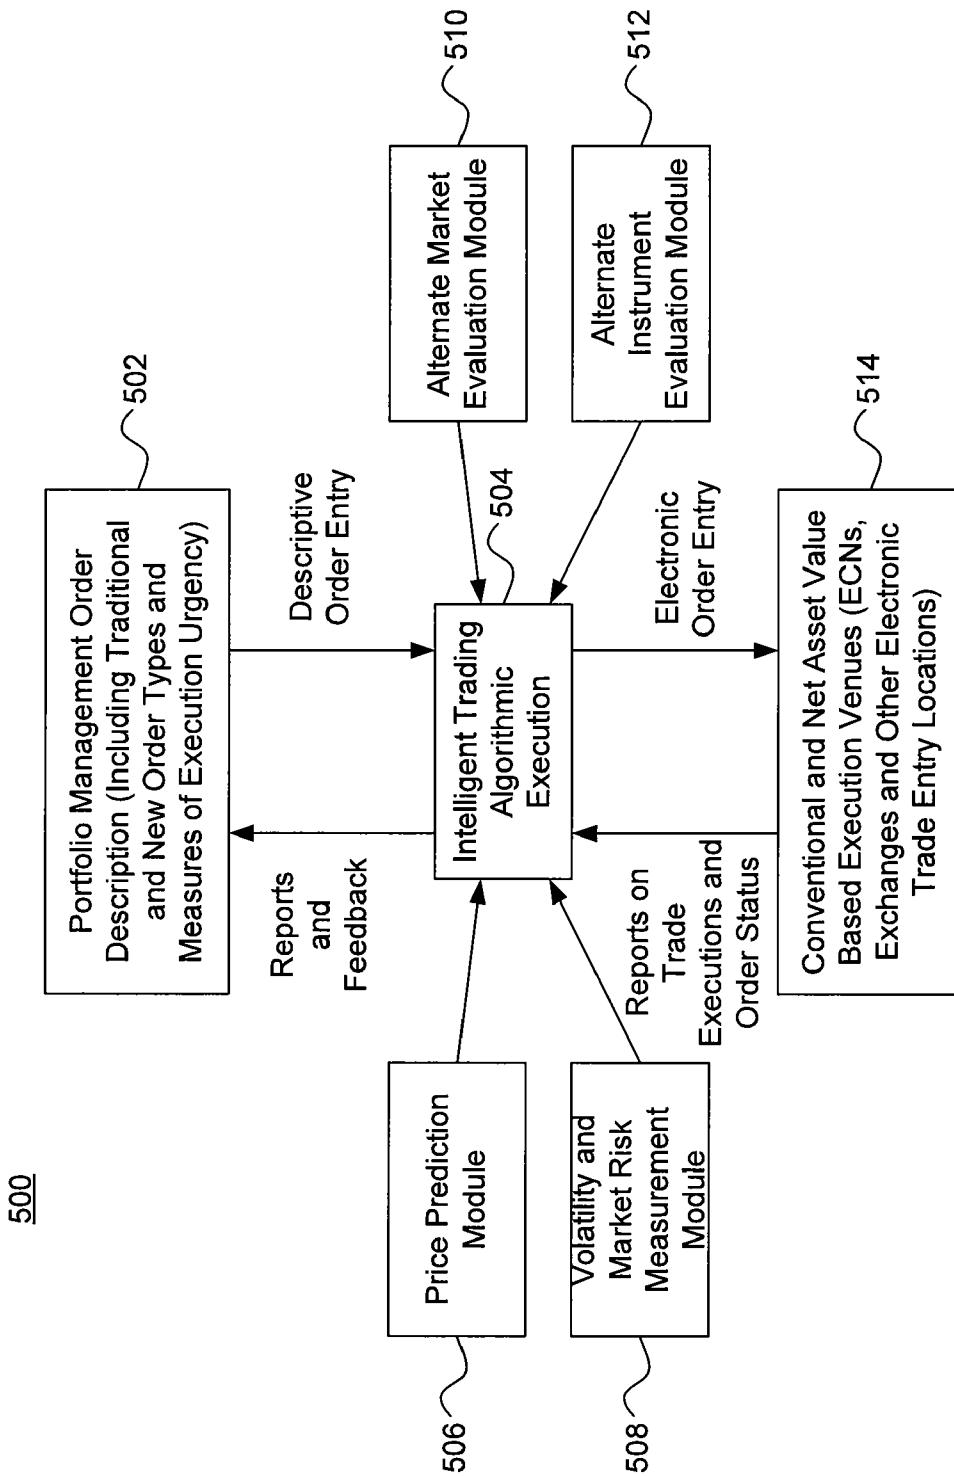 500
502
Portfolio Management Order
Description (Including Traditional
and New Order Types and
Measures of Execution Urgency)
Reports
and
Feedback
Descriptive
Order Entry
506
Price Prediction
Module
504
Intelligent Trading
Algorithmic
Execution
510
Alternate Market
Evaluation Module
508
Volatility and
Market Risk
Measurement
Module
512
Alternate
Instrument
Evaluation Module
Reports on
Trade
Executions and
Order Status
Electronic
Order Entry
514
Conventional and Net Asset Value
Based Execution Venues (ECNs,
Exchanges and Other Electronic
Trade Entry Locations)